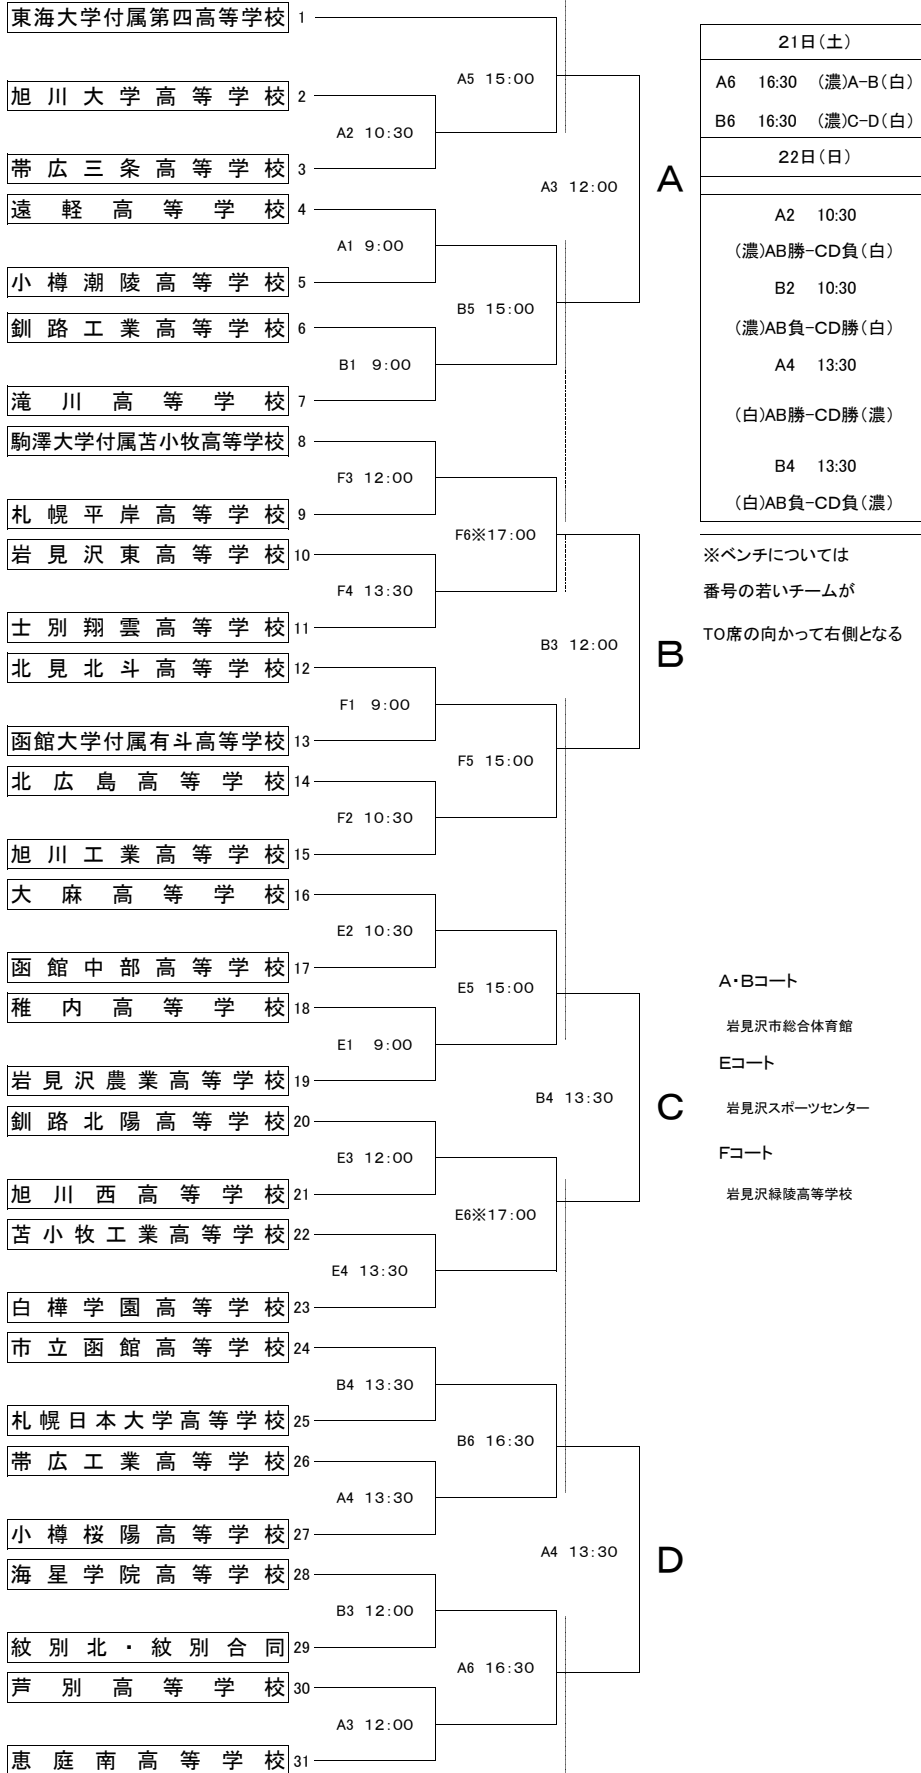 東海大学付属第四高等学校 1
旭川大学高等学校 2
帯広三条高等学校 3
遠軽高等学校 4
小樽潮陵高等学校 5
釧路工業高等学校 6
滝川高等学校 7
駒澤大学付属苫小牧高等学校 8
札幌平岸高等学校 9
岩見沢東高等学校 10
士別翔雲高等学校 11
北見北斗高等学校 12
函館大学付属有斗高等学校 13
北広島高等学校 14
旭川工業高等学校 15
大麻高等学校 16
函館中部高等学校 17
稚内高等学校 18
岩見沢農業高等学校 19
釧路北陽高等学校 20
旭川西高等学校 21
苫小牧工業高等学校 22
白樺学園高等学校 23
市立函館高等学校 24
札幌日本大学高等学校 25
帯広工業高等学校 26
小樽桜陽高等学校 27
海星学院高等学校 28
紋別北・紋別合同 29
芦別高等学校 30
恵庭南高等学校 31
A2 10:30
A1 9:00
B1 9:00
F3 12:00
F4 13:30
F1 9:00
F2 10:30
E2 10:30
E1 9:00
E3 12:00
E4 13:30
B4 13:30
A4 13:30
B3 12:00
A3 12:00
A5 15:00
B5 15:00
F6※17:00
F5 15:00
E5 15:00
E6※17:00
B6 16:30
A6 16:30
A3 12:00
B3 12:00
B4 13:30
A4 13:30
A
B
C
D
21日(土)
A6 16:30 (濃)A-B(白)
B6 16:30 (濃)C-D(白)
22日(日)
A2 10:30
(濃)AB勝-CD負(白)
B2 10:30
(濃)AB負-CD勝(白)
A4 13:30
(白)AB勝-CD勝(濃)
B4 13:30
(白)AB負-CD負(濃)
※ベンチについては
番号の若いチームが
TO席の向かって右側となる
A・Bコート
岩見沢市総合体育館
Eコート
岩見沢スポーツセンター
Fコート
岩見沢緑陵高等学校